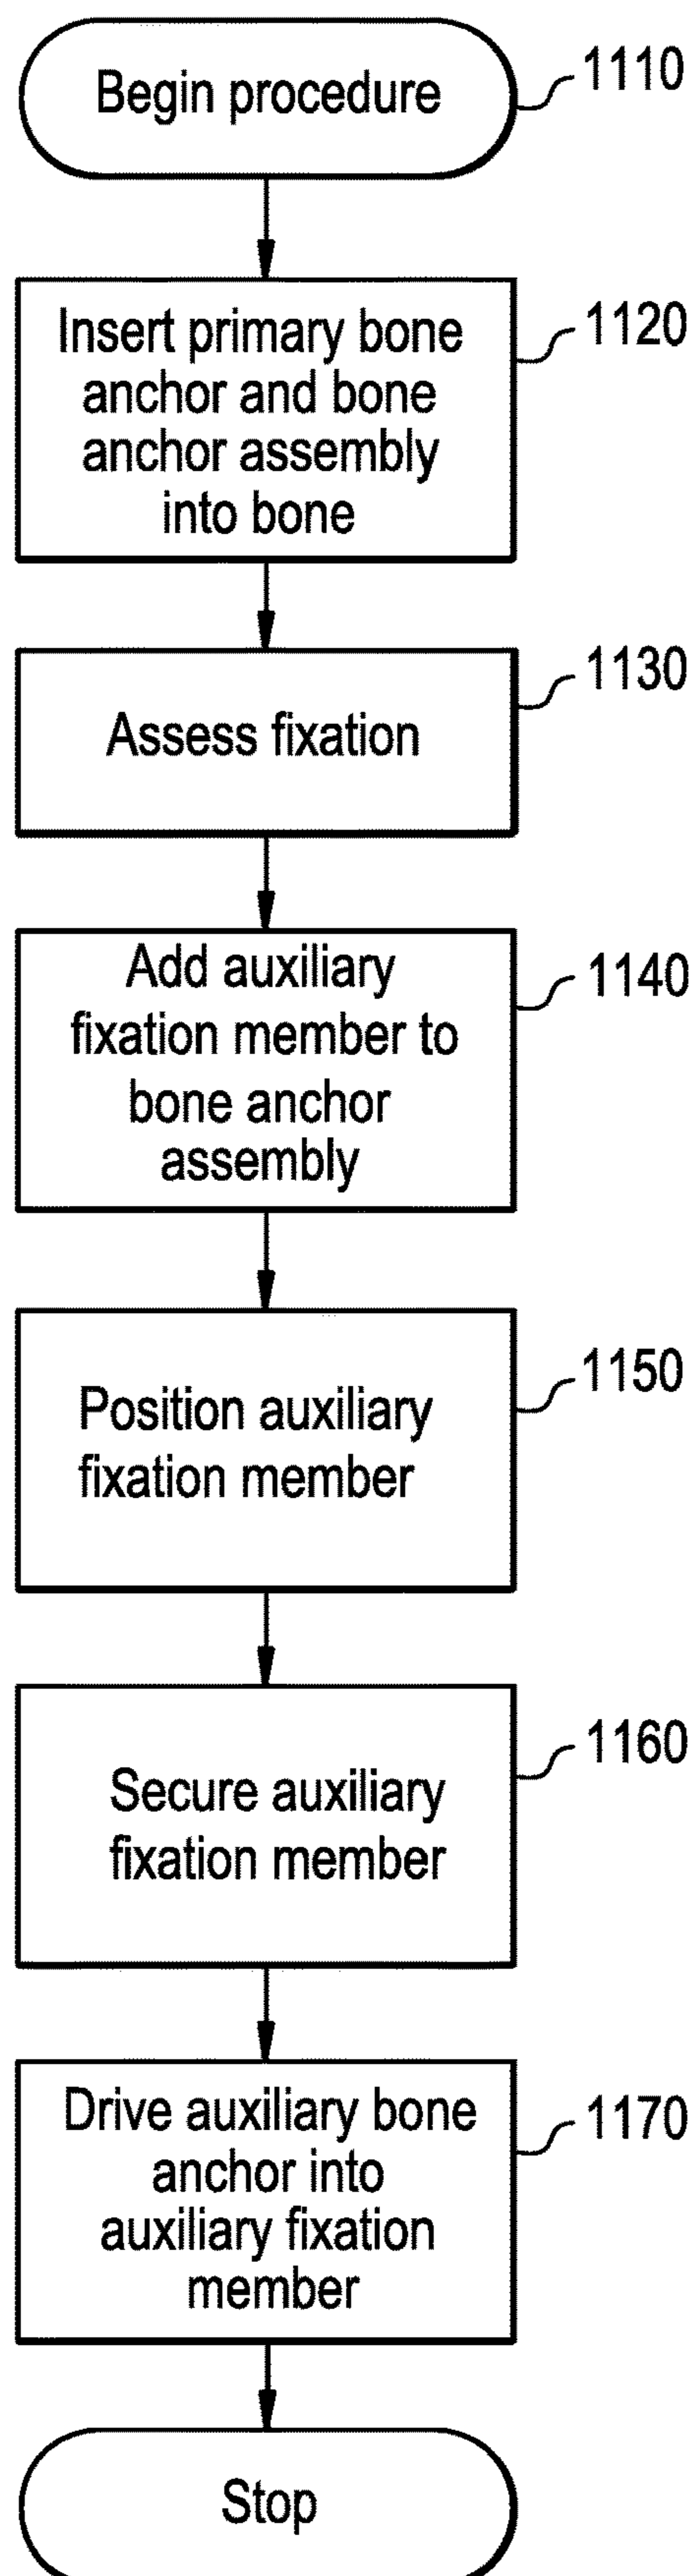 Begin procedure
1110
Insert primary bone
anchor and bone
anchor assembly
into bone
1120
Assess fixation
1130
Add auxiliary
fixation member to
bone anchor
assembly
1140
Position auxiliary
fixation member
1150
Secure auxiliary
fixation member
1160
Drive auxiliary bone
anchor into
auxiliary fixation
member
1170
Stop